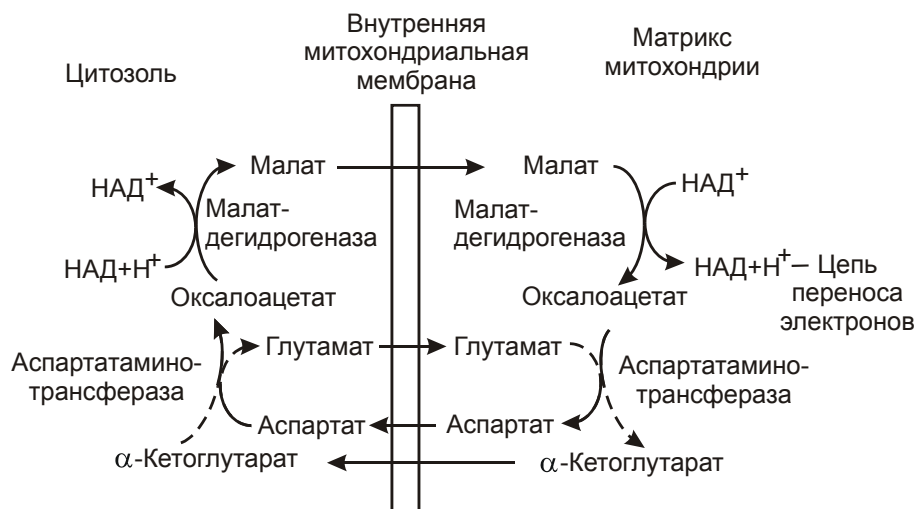 Внутренняя
митохондриальная
мембрана
Матрикс
митохондрии
Цитозоль
Малат
Малат
НАД⁺
НАД⁺
Малат-
дегидрогеназа
Малат-
дегидрогеназа
НАД+Н⁺
НАД+Н⁺ – Цепь
переноса
электронов
Оксалоацетат
Оксалоацетат
Глутамат
Глутамат
Аспартатамино-
трансфераза
Аспартатамино-
трансфераза
Аспартат
Аспартат
α-Кетоглутарат
α-Кетоглутарат